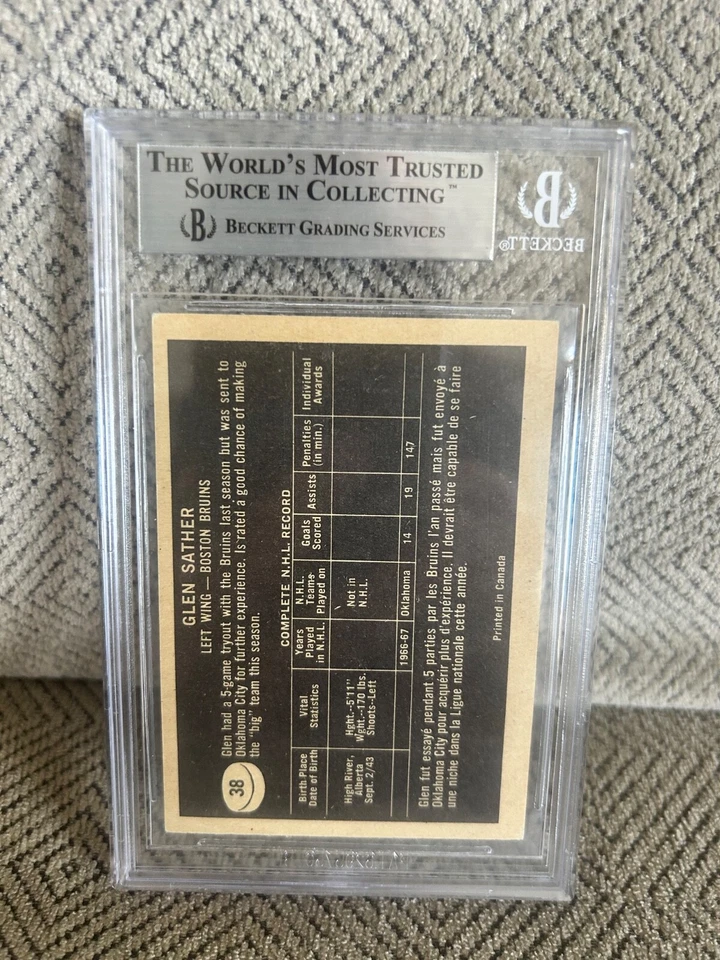 THE WORLD'S MOST TRUSTED
SOURCE IN COLLECTING™
B BECKETT GRADING SERVICES
B
BECKETT®
38
GLEN SATHER
LEFT WING — BOSTON BRUINS
Glen had a 5-game tryout with the Bruins last season but was sent to
Oklahoma City for further experience. Is rated a good chance of making
the "big" team this season.
COMPLETE N.H.L. RECORD
Birth Place
Date of Birth
Vital
Statistics
Years
Played
in N.H.L.
N.H.L.
Teams
Played on
Goals
Scored
Assists
Penalties
(in min.)
Individual
Awards
High River,
Alberta
Sept. 2/43
Hght.--5'11"
Wght.--170 lbs.
Shoots--Left
Not in
N.H.L.
1966-67 Oklahoma 14 19 147
Glen fut essayé pendant 5 parties par les Bruins l'an passé mais fut envoyé à
Oklahoma City pour acquérir plus d'expérience. Il devrait être capable de se faire
une niche dans la Ligue nationale cette année.
Printed in Canada